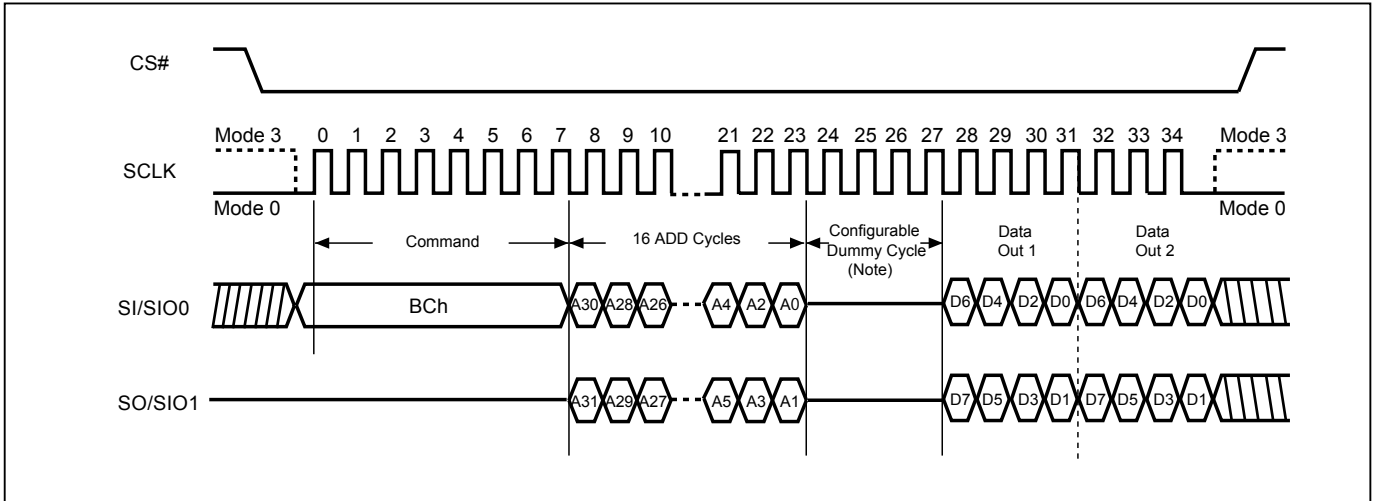 CS#
Mode 3 0 1 2 3 4 5 6 7 8 9 10 21 22 23 24 25 26 27 28 29 30 31 32 33 34 Mode 3
SCLK
Mode 0 Mode 0
Command 16 ADD Cycles Configurable Data Data
Dummy Cycle Out 1 Out 2
(Note)
SI/SIO0 BCh A30 A28 A26 A4 A2 A0 D6 D4 D2 D0 D6 D4 D2 D0
SO/SIO1 A31 A29 A27 A5 A3 A1 D7 D5 D3 D1 D7 D5 D3 D1